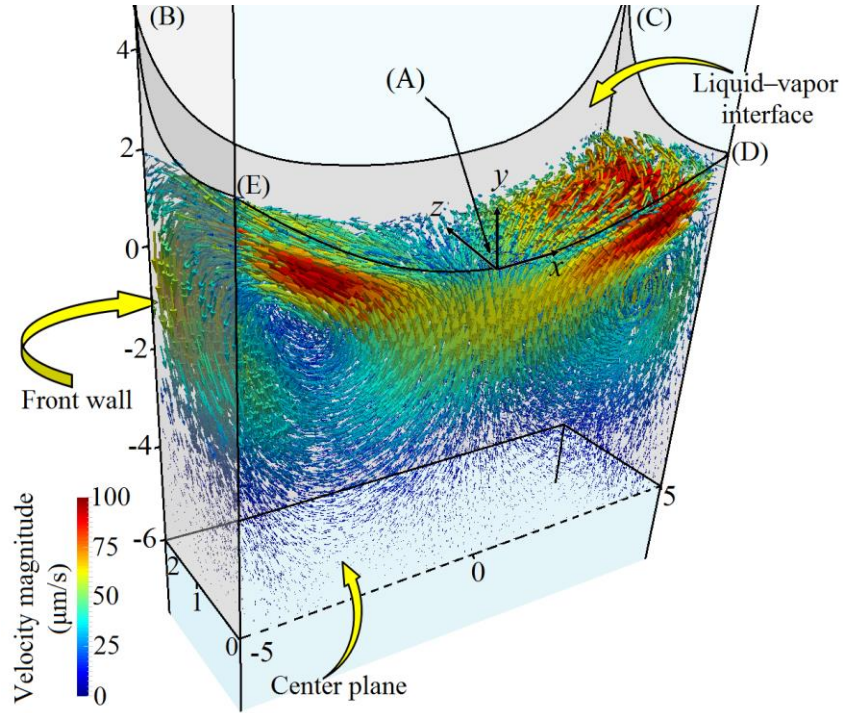 (B)
(C)
4
(A)
Liquid–vapor
interface
2
(D)
(E)
y
z
0
x
-2
Front wall
-4
100
75
50
25
0
Velocity magnitude
(μm/s)
-6
2
1
0
-5
0
5
Center plane